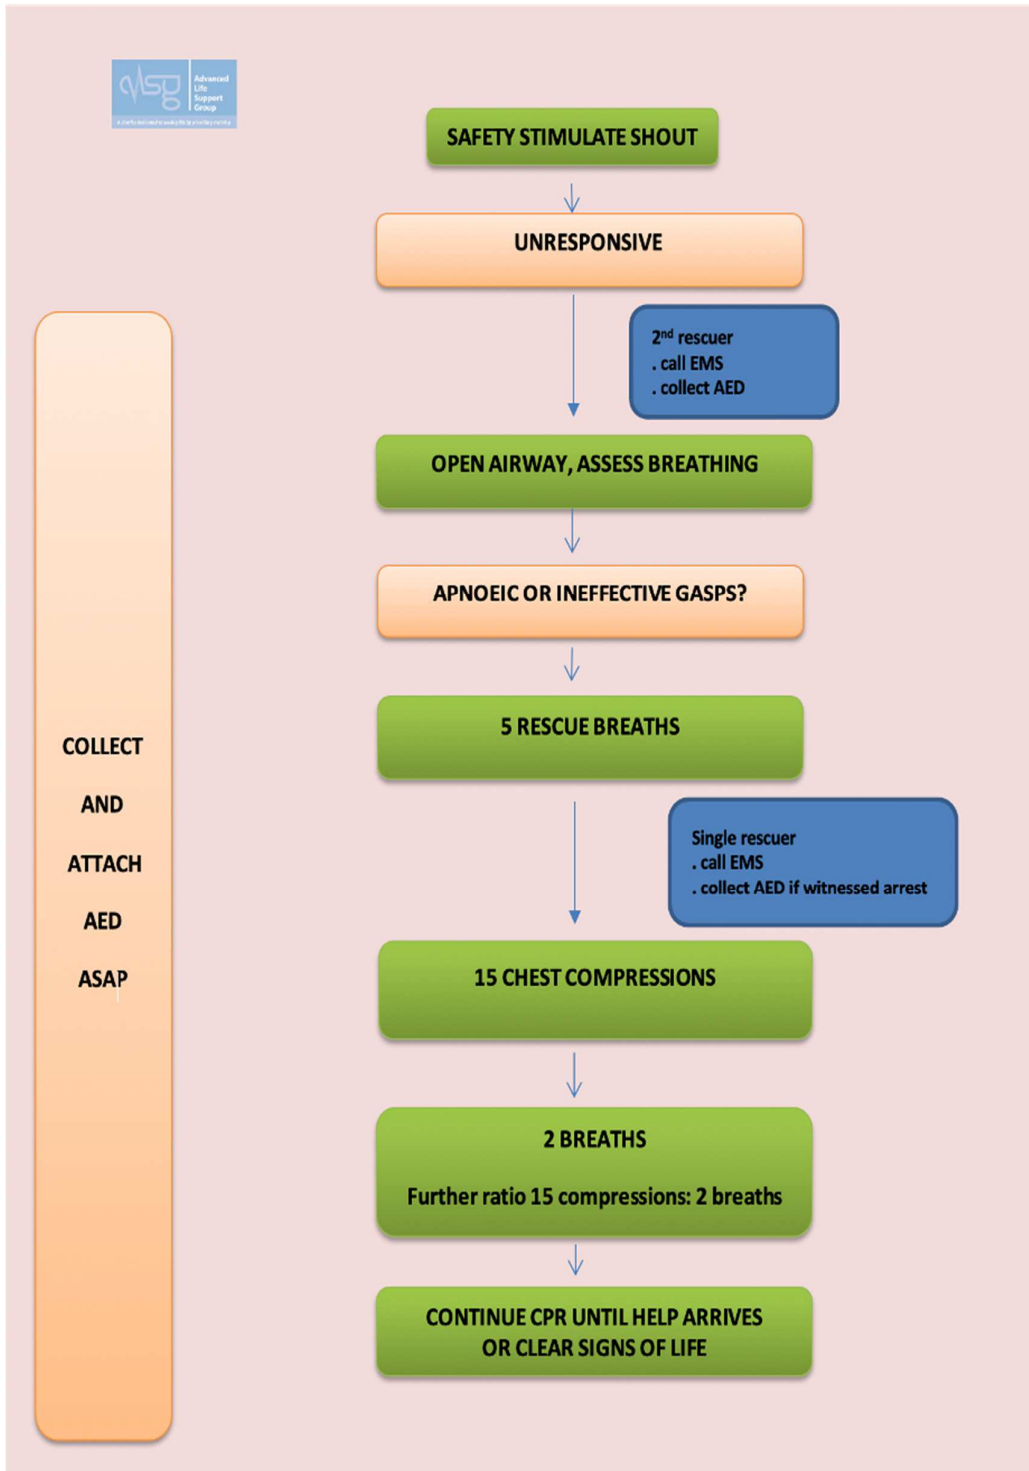 Advanced
Life
Support
Group
SAFETY STIMULATE SHOUT
UNRESPONSIVE
2nd rescuer
. call EMS
. collect AED
OPEN AIRWAY, ASSESS BREATHING
APNOEIC OR INEFFECTIVE GASPS?
5 RESCUE BREATHS
Single rescuer
. call EMS
. collect AED if witnessed arrest
15 CHEST COMPRESSIONS
2 BREATHS
Further ratio 15 compressions: 2 breaths
CONTINUE CPR UNTIL HELP ARRIVES
OR CLEAR SIGNS OF LIFE
COLLECT
AND
ATTACH
AED
ASAP